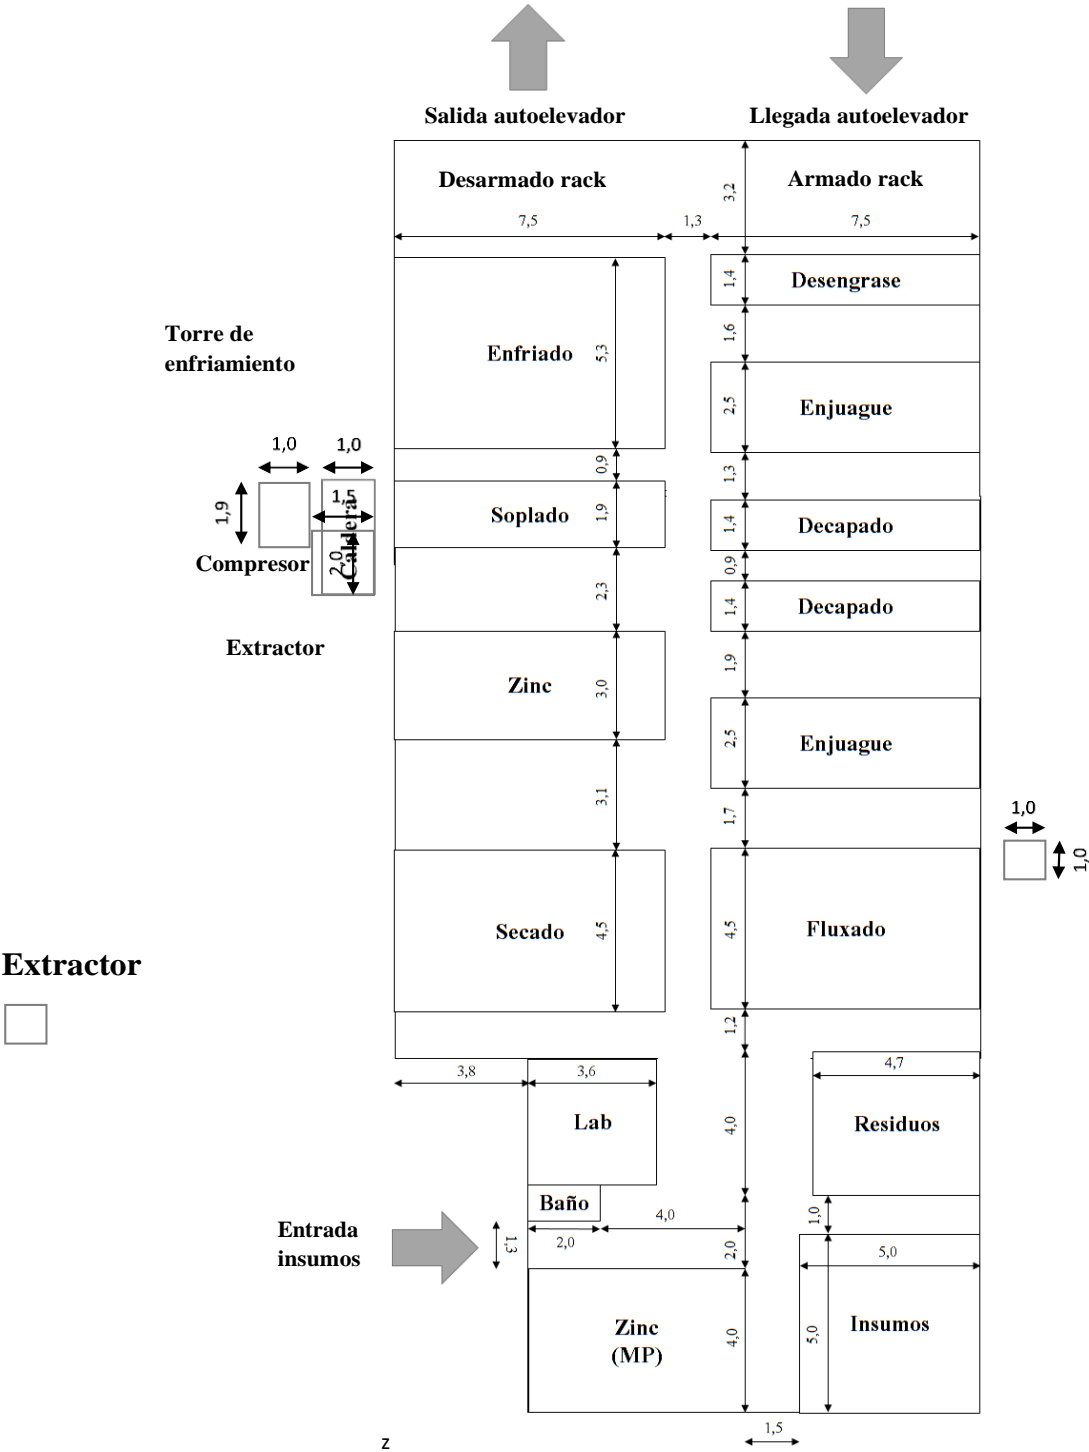 Salida autoelevador
Llegada autoelevador
Desarmado rack
Armado rack
3,2
7,5
1,3
7,5
1,4
Desengrase
Torre de
enfriamiento
1,6
Enfriado
5,3
2,5
Enjuague
1,0
1,0
0,9
1,3
1,9
1,5
Caldera
2,0
Compresor
Soplado
1,9
1,4
Decapado
0,9
2,3
1,4
Decapado
Extractor
1,9
Zinc
3,0
2,5
Enjuague
3,1
1,7
1,0
1,0
Secado
4,5
4,5
Fluxado
Extractor
1,2
3,8
3,6
4,7
Lab
4,0
Residuos
Baño
4,0
1,0
Entrada
insumos
1,3
2,0
2,0
5,0
Zinc
(MP)
4,0
5,0
Insumos
1,5
z